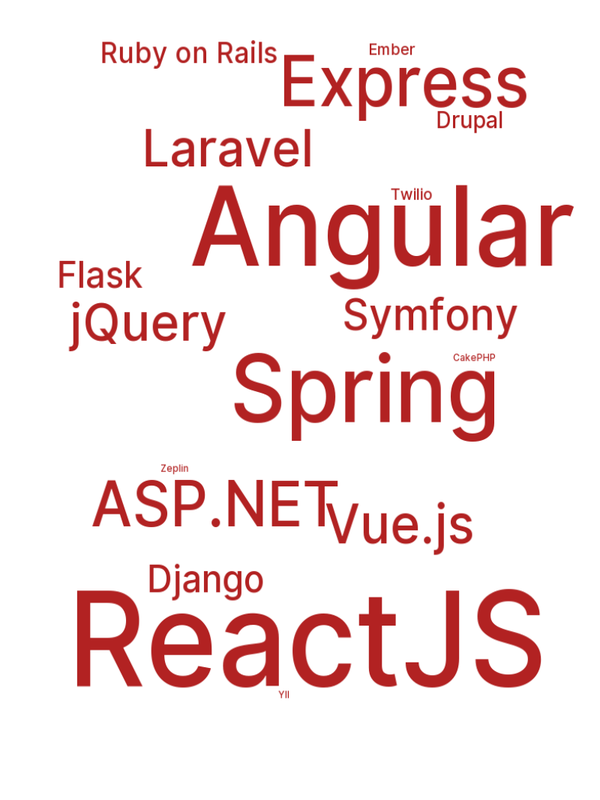 Ember
Ruby on Rails
Express
Drupal
Laravel
Twilio
Angular
Flask
Symfony
jQuery
CakePHP
Spring
Zeplin
ASP.NET
Vue.js
Django
ReactJS
YII